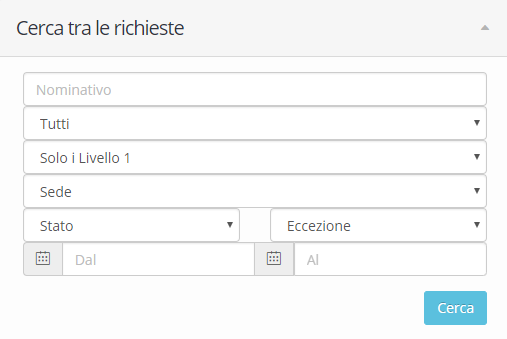 Cerca tra le richieste
Nominativo
Tutti
Solo i Livello 1
Sede
Stato Eccezione
Dal Al
Cerca